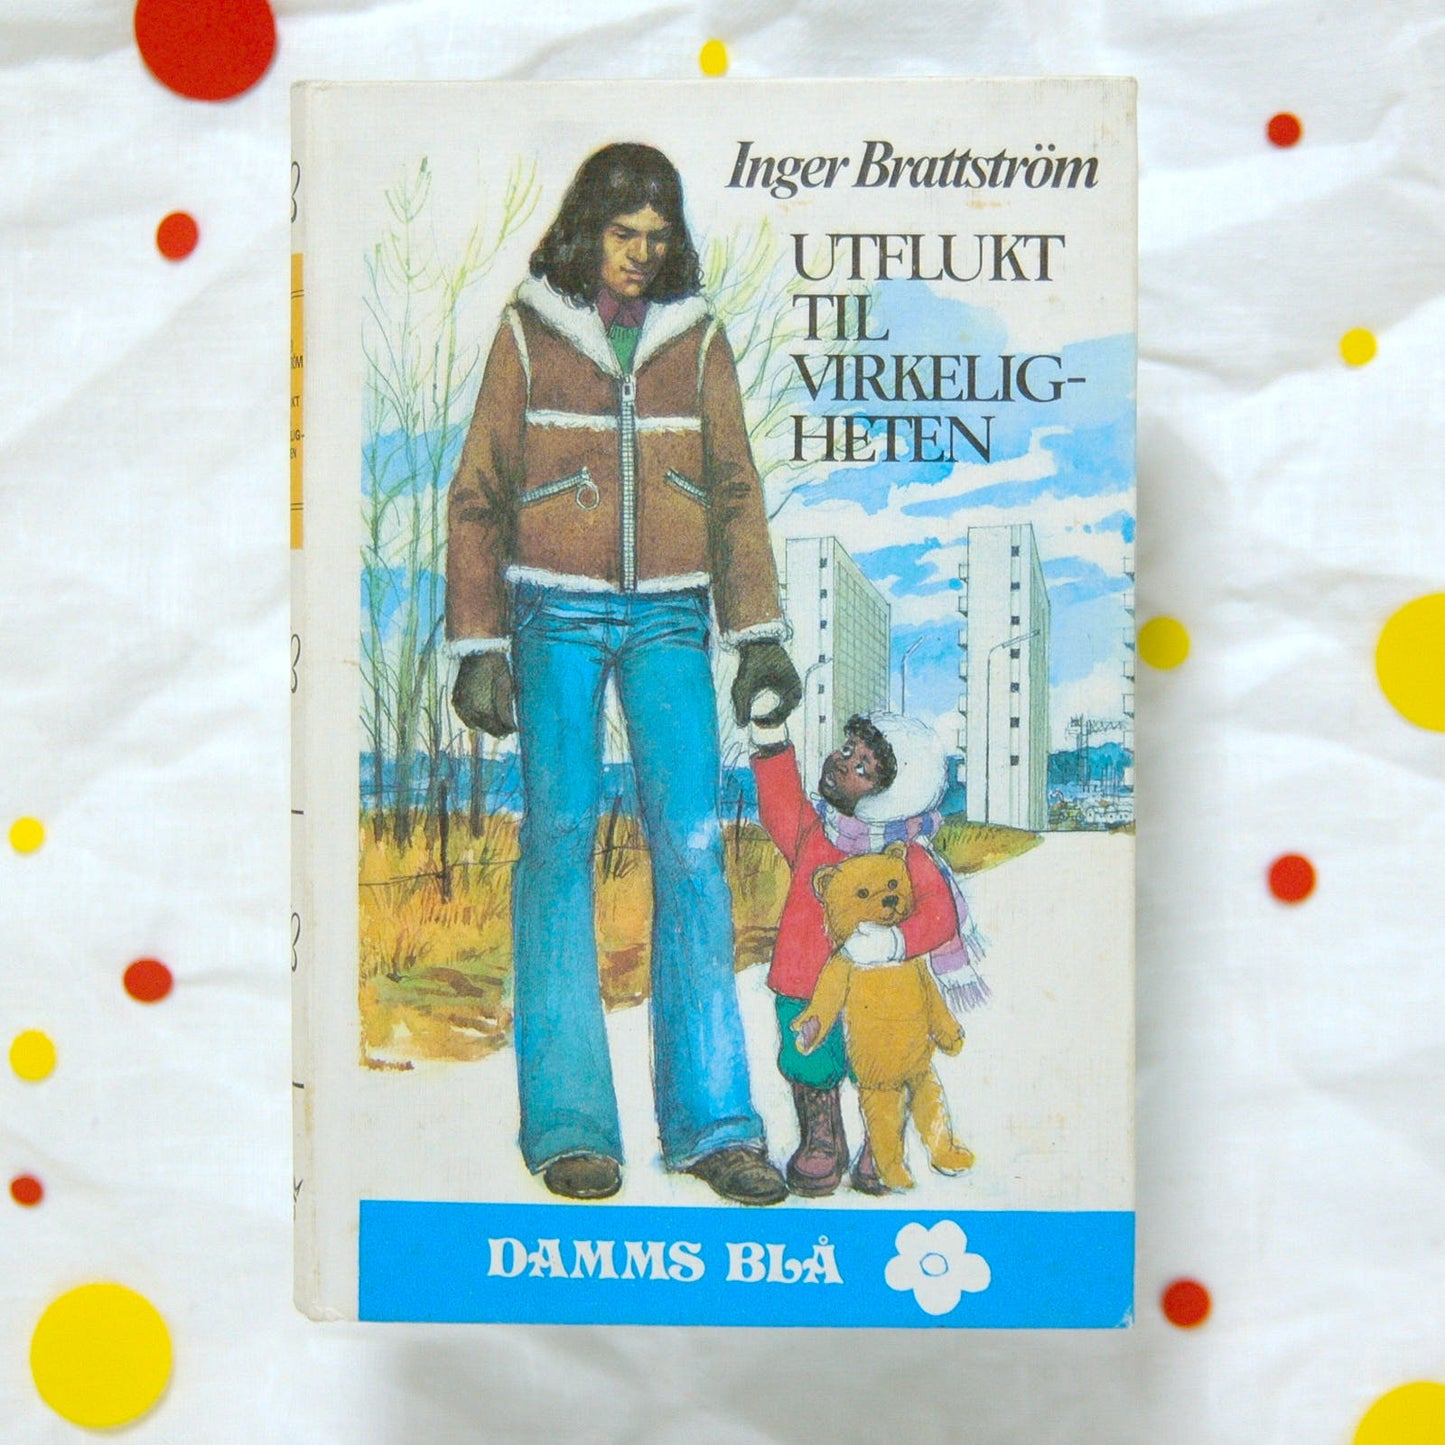 Inger Brattström
UTFLUKT
TIL
VIRKELIG-
HETEN
DAMMS BLÅ